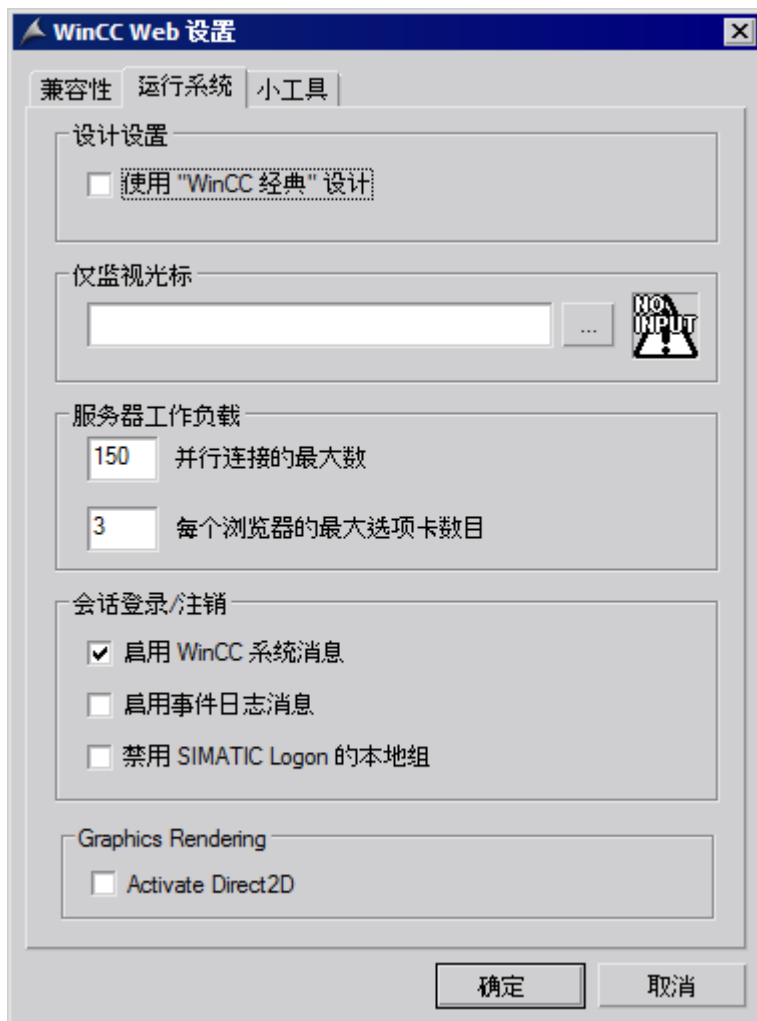 WinCC Web 设置
兼容性 运行系统 小工具
设计设置
使用 "WinCC 经典" 设计
仅监视光标
...
NO
INPUT
服务器工作负载
150 并行连接的最大数
3 每个浏览器的最大选项卡数目
会话登录/注销
启用 WinCC 系统消息
启用事件日志消息
禁用 SIMATIC Logon 的本地组
Graphics Rendering
Activate Direct2D
确定 取消